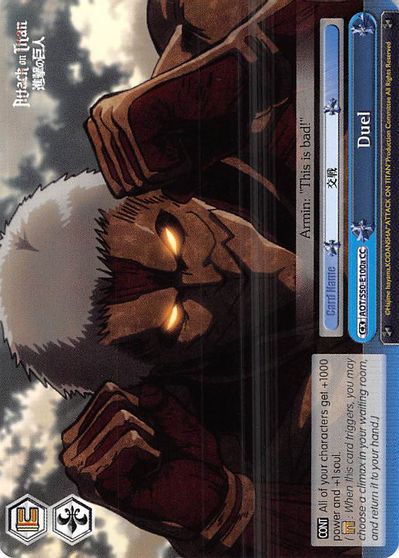 Attack on Titan
進撃の巨人
Armin: "This is bad!"
Card Name
交戦
Duel
CX AOT/S50-E100a CC
©Hajime Isayama,KODANSHA/"ATTACK ON TITAN"Production Committee. All Rights Reserved.
CONT All of your characters get +1000
power and +1 soul.
[ : When this card triggers, you may
choose a climax in your waiting room,
and return it to your hand.]